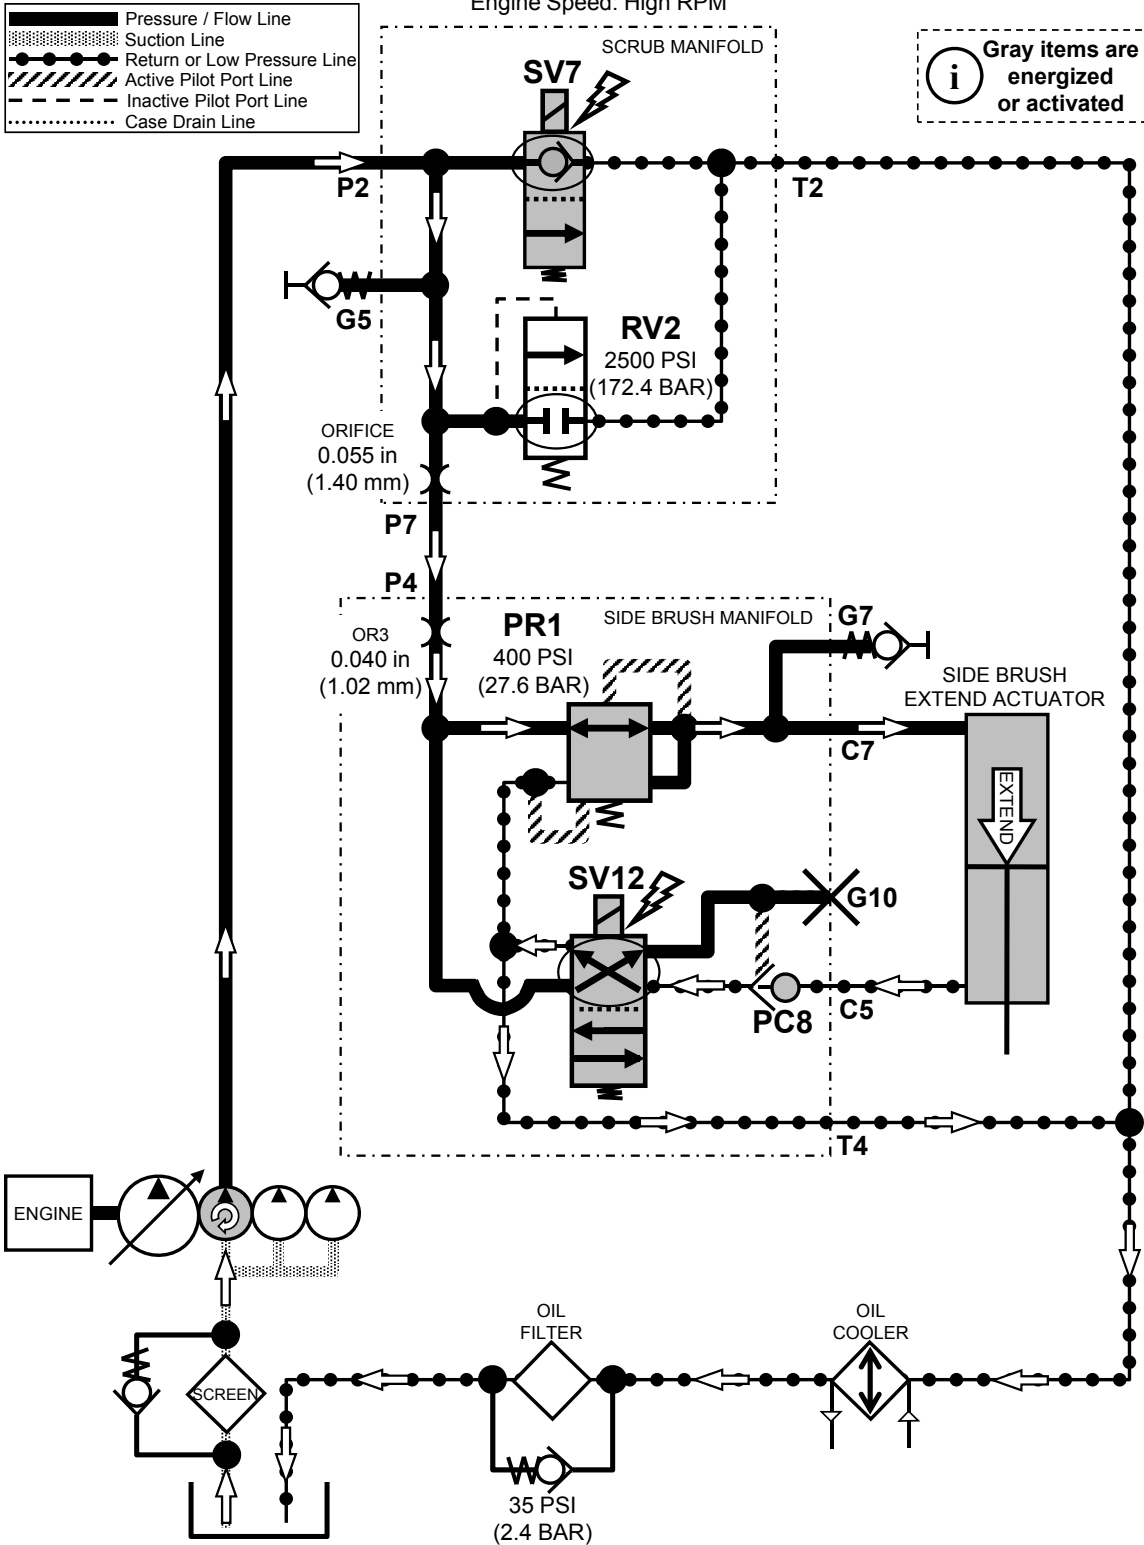 Engine Speed: High RPM
Pressure / Flow Line
Suction Line
Return or Low Pressure Line
Active Pilot Port Line
Inactive Pilot Port Line
Case Drain Line
SCRUB MANIFOLD
SV7
i
Gray items are
energized
or activated
P2
T2
G5
RV2
2500 PSI
(172.4 BAR)
ORIFICE
0.055 in
(1.40 mm)
P7
P4
OR3
0.040 in
(1.02 mm)
PR1
400 PSI
(27.6 BAR)
SIDE BRUSH MANIFOLD
G7
SIDE BRUSH
EXTEND ACTUATOR
C7
EXTEND
SV12
G10
PC8
C5
T4
ENGINE
OIL
FILTER
OIL
COOLER
SCREEN
35 PSI
(2.4 BAR)